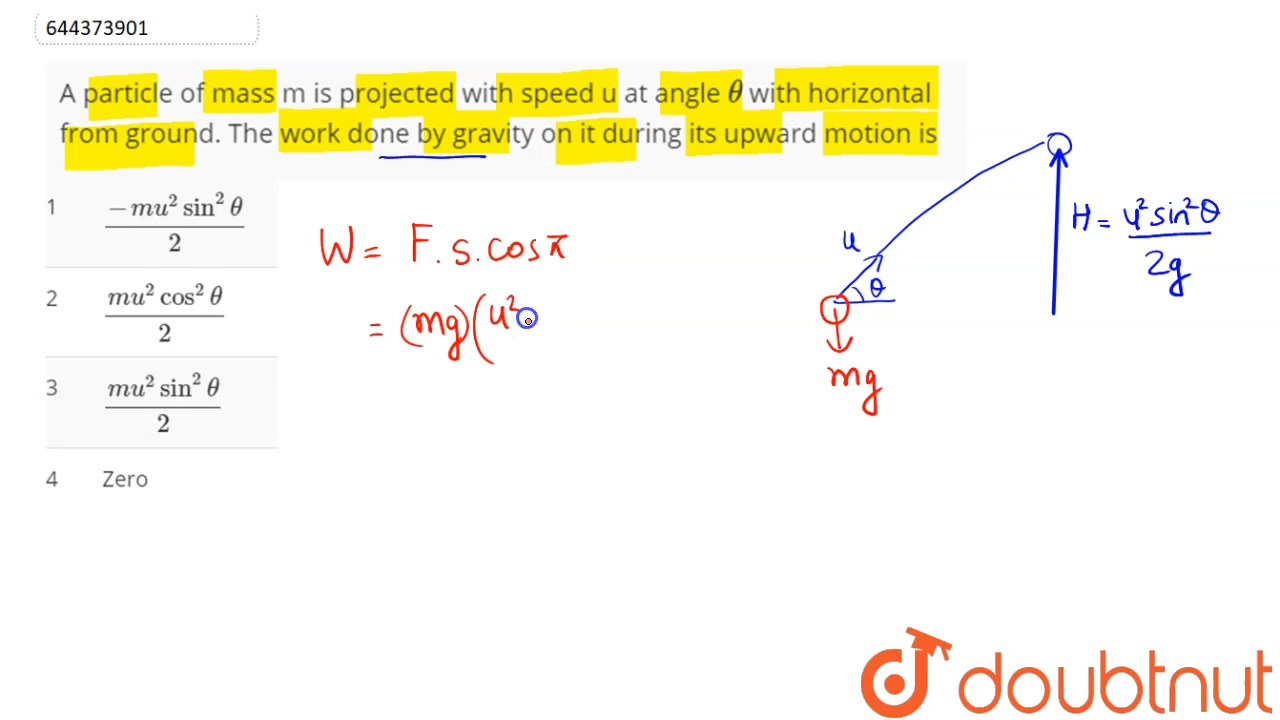 644373901
A particle of mass m is projected with speed u at angle θ with horizontal
from ground. The work done by gravity on it during its upward motion is
1 −mu² sin² θ / 2
2 mu² cos² θ / 2
3 mu² sin² θ / 2
4 Zero
W = F.s.cosπ
= (mg)(u²
u
θ
mg
H = u² sin²θ / 2g
doubtnut